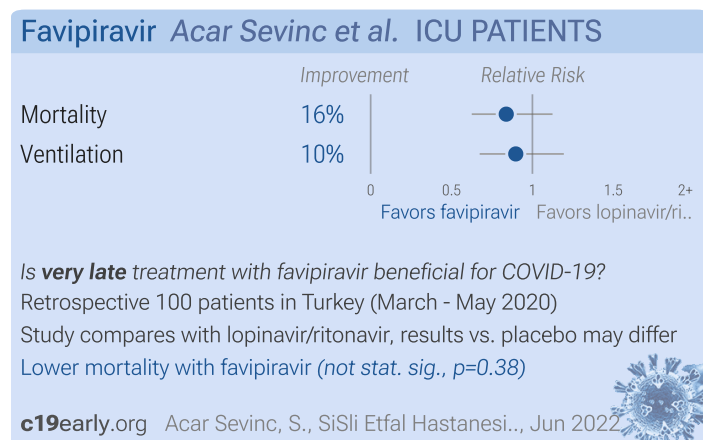 Favipiravir Acar Sevinc et al. ICU PATIENTS
Improvement Relative Risk
Mortality 16%
Ventilation 10%
0 0.5 1 1.5 2+
Favors favipiravir Favors lopinavir/ri..
Is very late treatment with favipiravir beneficial for COVID-19?
Retrospective 100 patients in Turkey (March - May 2020)
Study compares with lopinavir/ritonavir, results vs. placebo may differ
Lower mortality with favipiravir (not stat. sig., p=0.38)
c19early.org Acar Sevinc, S., SiSli Etfal Hastanesi.., Jun 2022